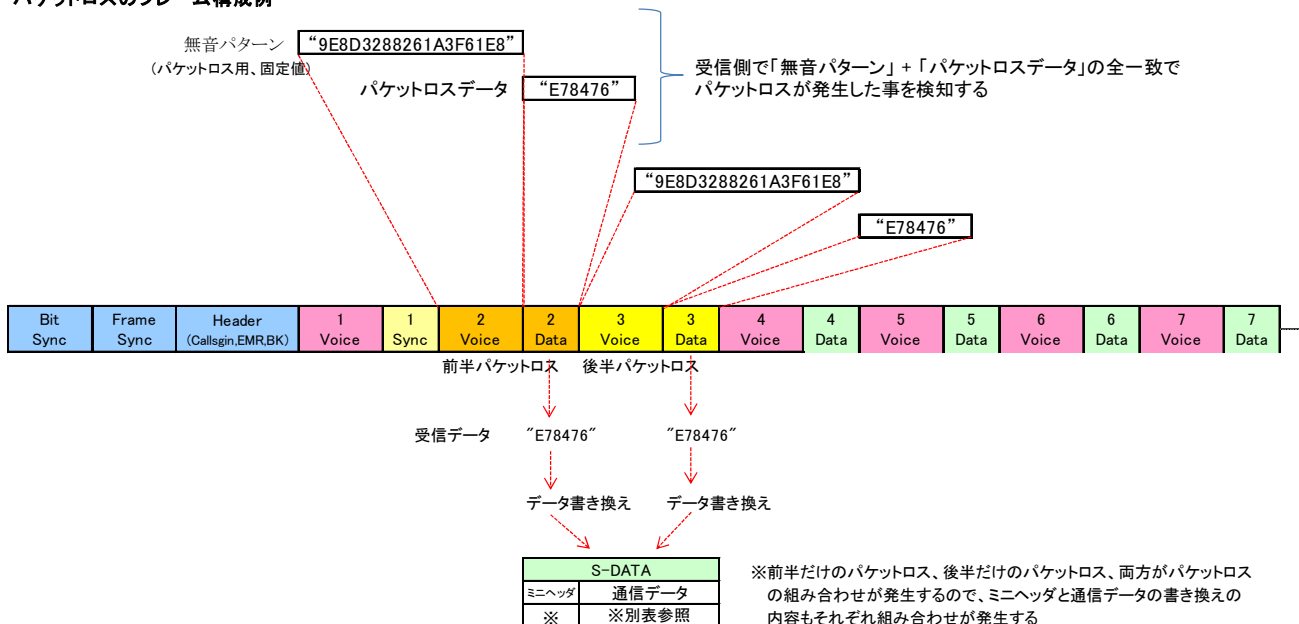 パケットロスのフレーム構成例
無音パターン “9E8D3288261A3F61E8”
(パケットロス用、固定値)
パケットロスデータ “E78476”
受信側で「無音パターン」 + 「パケットロスデータ」の全一致で
パケットロスが発生した事を検知する
“9E8D3288261A3F61E8”
“E78476”
Bit Sync
Frame Sync
Header (Callsgin,EMR,BK)
1 Voice
1 Sync
2 Voice
2 Data
3 Voice
3 Data
4 Voice
4 Data
5 Voice
5 Data
6 Voice
6 Data
7 Voice
7 Data
前半パケットロス 後半パケットロス
受信データ "E78476" "E78476"
データ書き換え データ書き換え
S-DATA
ミニヘッダ 通信データ
※ ※別表参照
※前半だけのパケットロス、後半だけのパケットロス、両方がパケットロス
の組み合わせが発生するので、ミニヘッダと通信データの書き換えの
内容もそれぞれ組み合わせが発生する